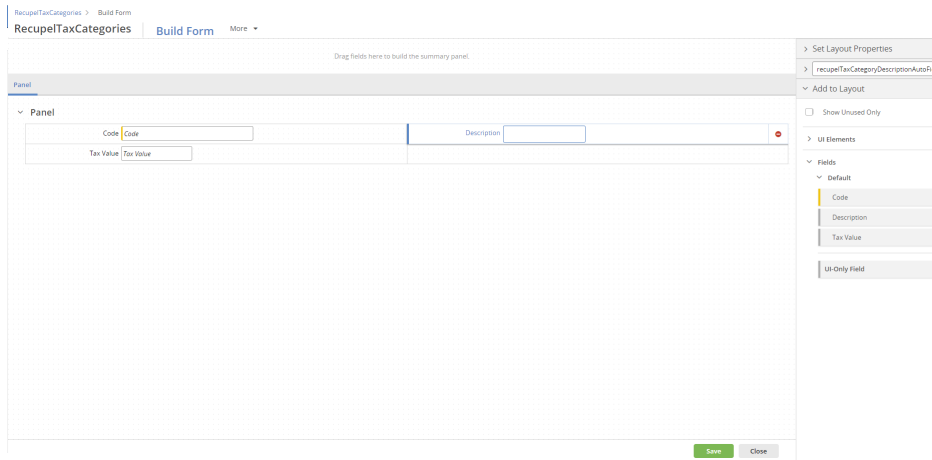 RecupelTaxCategories > Build Form
RecupelTaxCategories Build Form More
Drag fields here to build the summary panel.
Panel
Panel
Code Code Description
Tax Value Tax Value
Set Layout Properties
recupelTaxCategoryDescriptionAutoFi
Add to Layout
Show Unused Only
UI Elements
Fields
Default
Code
Description
Tax Value
UI-Only Field
Save Close